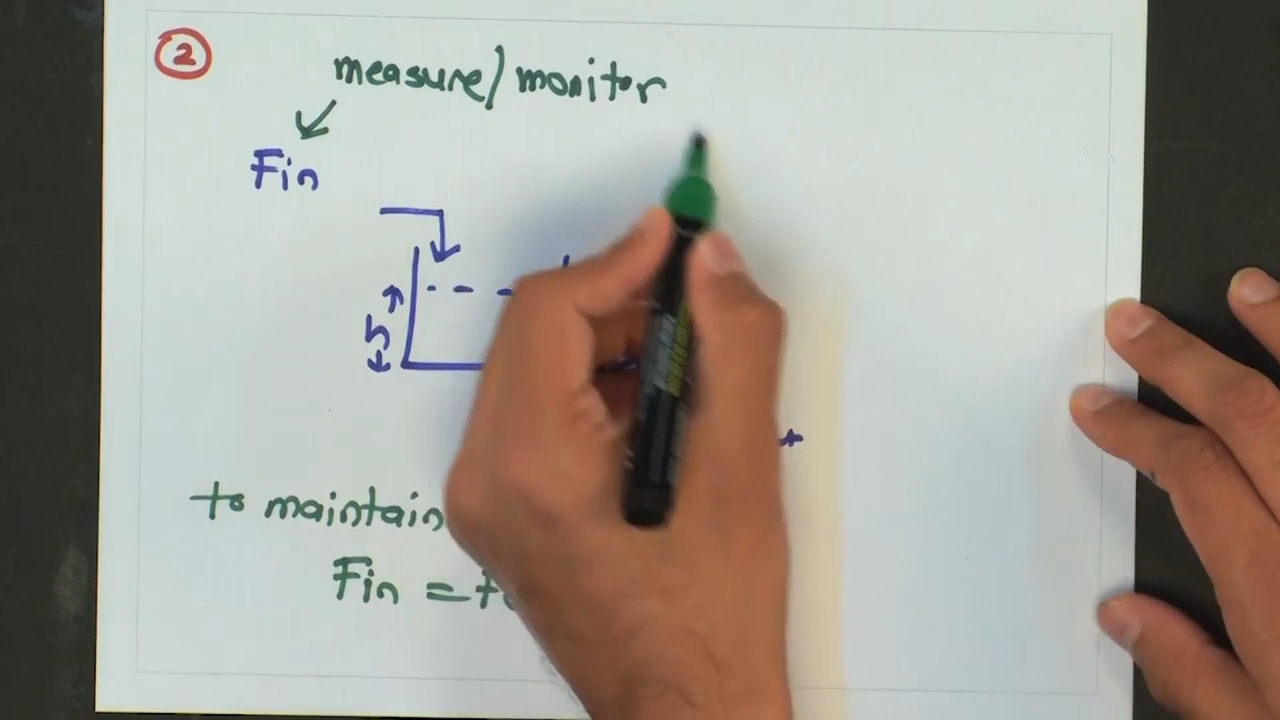 2
measure/monitor
Fin
h
to maintain
Fin =